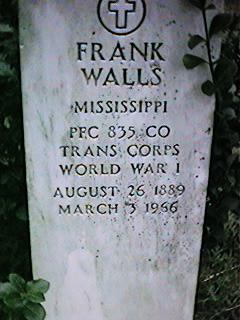 FRANK
WALLS
MISSISSIPPI
PFC 835 CO
TRANS CORPS
WORLD WAR I
AUGUST 26 1889
MARCH 3 1966